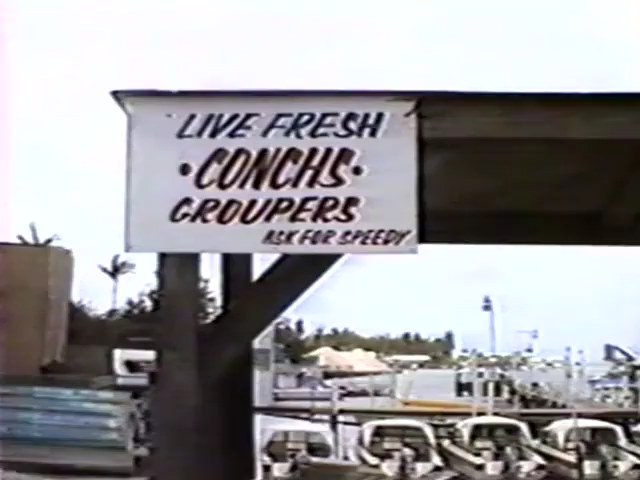 LIVE FRESH
• CONCHS •
GROUPERS
ASK FOR SPEEDY